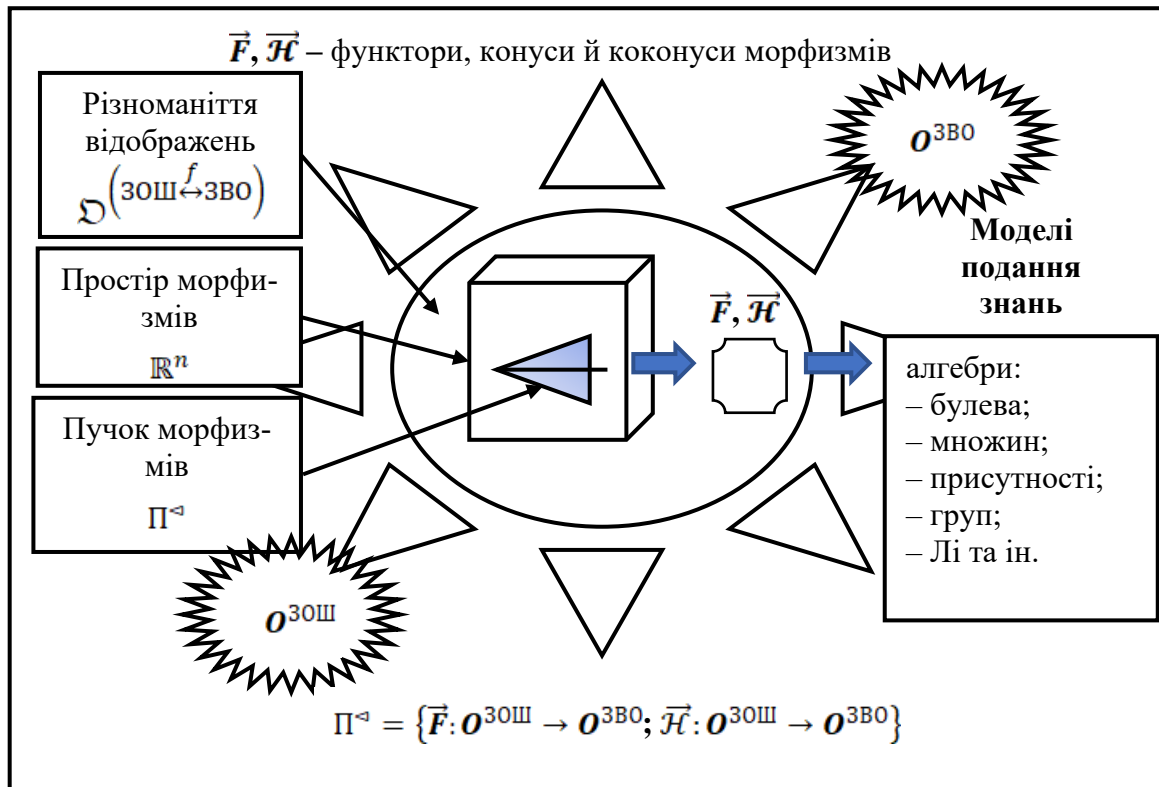 F⃗, ℋ⃗ – функтори, конуси й коконуси морфизмів
Різноманіття
відображень
𝔒^(ЗОШ f↔ ЗВО)
Простір морфи-
змів
ℝⁿ
Пучок морфиз-
мів
Π^⊲
O^ЗВО
Моделі
подання
знань
F⃗, ℋ⃗
алгебри:
– булева;
– множин;
– присутності;
– груп;
– Лі та ін.
O^ЗОШ
Π^⊲ = {F⃗: O^ЗОШ → O^ЗВО; ℋ⃗: O^ЗОШ → O^ЗВО}